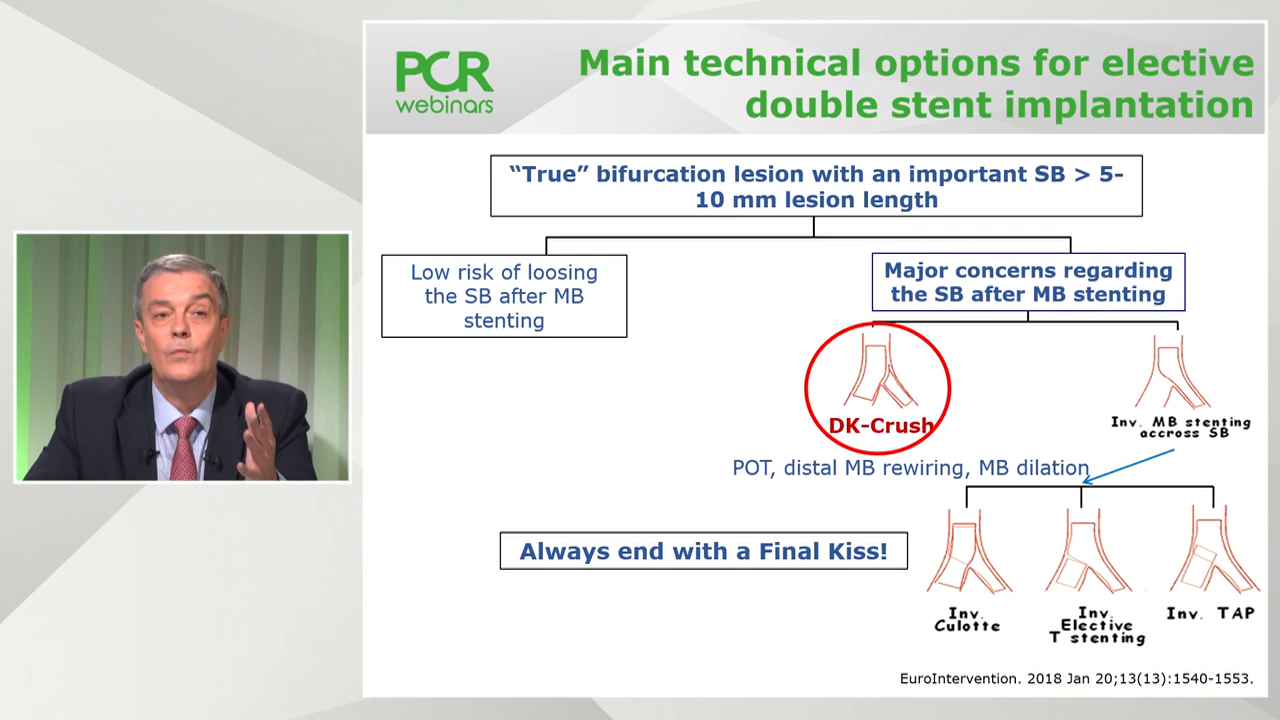 PCR
webinars
Main technical options for elective
double stent implantation
“True” bifurcation lesion with an important SB > 5-
10 mm lesion length
Low risk of loosing
the SB after MB
stenting
Major concerns regarding
the SB after MB stenting
DK-Crush
Inv. MB stenting
accross SB
POT, distal MB rewiring, MB dilation
Always end with a Final Kiss!
Inv.
Culotte
Inv.
Elective
T stenting
Inv. TAP
EuroIntervention. 2018 Jan 20;13(13):1540-1553.